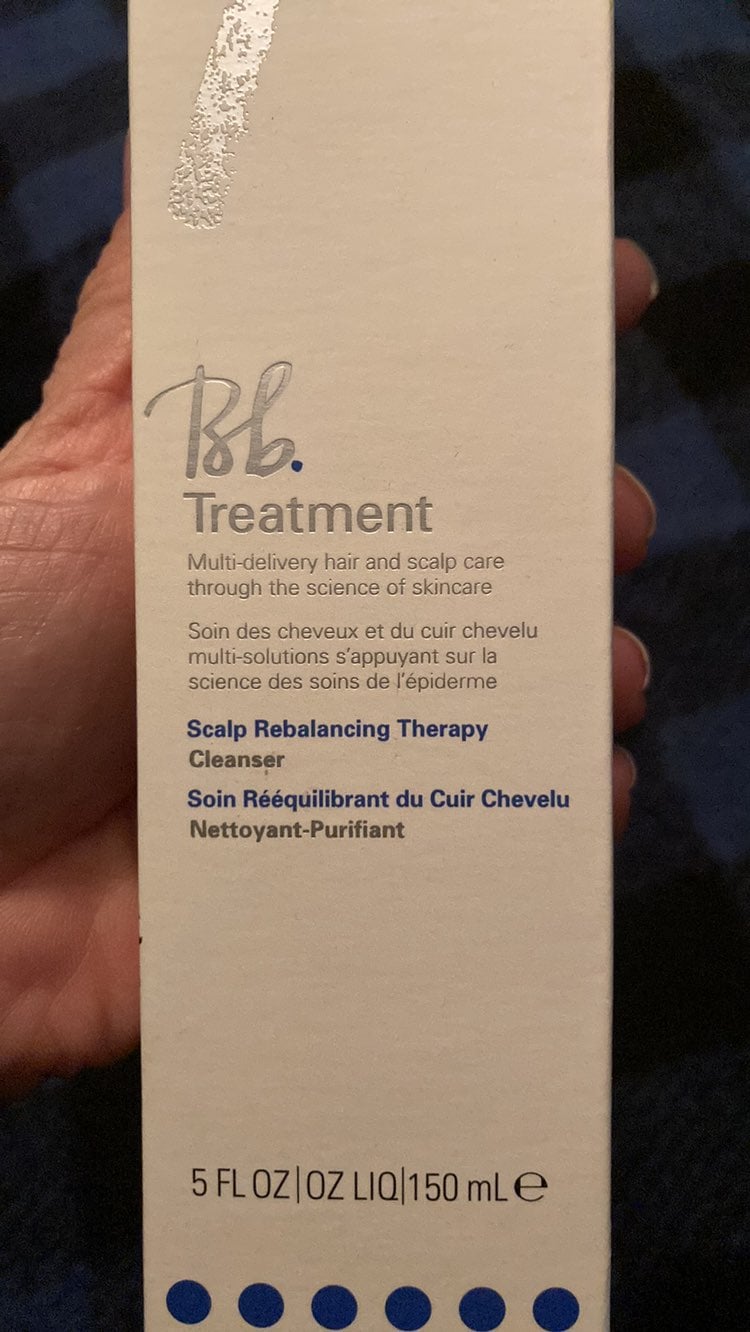 Bb.
Treatment
Multi-delivery hair and scalp care
through the science of skincare
Soin des cheveux et du cuir chevelu
multi-solutions s'appuyant sur la
science des soins de l'épiderme
Scalp Rebalancing Therapy
Cleanser
Soin Rééquilibrant du Cuir Chevelu
Nettoyant-Purifiant
5 FL OZ|OZ LIQ|150 mL ℮